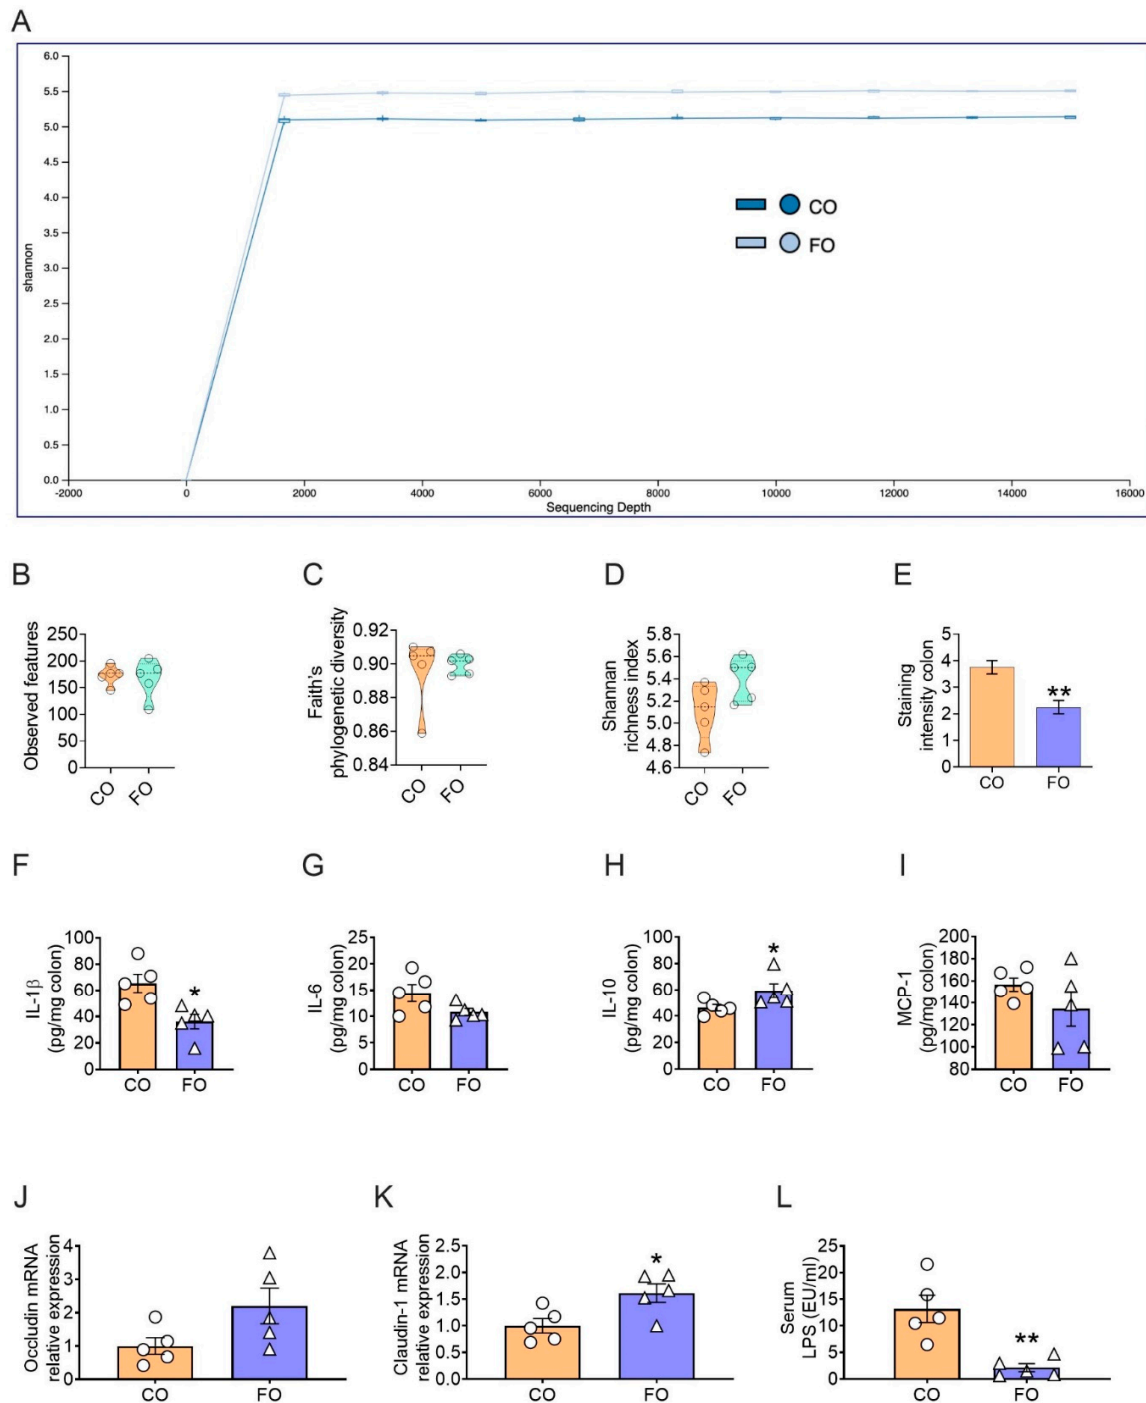 A
6.0
5.5
5.0
4.5
4.0
3.5
3.0
2.5
2.0
1.5
1.0
0.5
0.0
shannon
CO
FO
-2000 0 2000 4000 6000 8000 10000 12000 14000 16000
Sequencing Depth
B
Observed features
250
200
150
100
50
0
CO FO
C
Faith's
phylogenetic diversity
0.92
0.90
0.88
0.86
0.84
CO FO
D
Shannan
richness index
5.8
5.6
5.4
5.2
5.0
4.8
4.6
CO FO
E
Staining
intensity colon
5
4
3
2
1
0
**
CO FO
F
IL-1β
(pg/mg colon)
100
80
60
40
20
0
*
CO FO
G
IL-6
(pg/mg colon)
25
20
15
10
5
0
CO FO
H
IL-10
(pg/mg colon)
100
80
60
40
20
0
*
CO FO
I
MCP-1
(pg/mg colon)
200
180
160
140
120
100
80
CO FO
J
Occludin mRNA
relative expression
4
3
2
1
0
CO FO
K
Claudin-1 mRNA
relative expression
2.5
2.0
1.5
1.0
0.5
0.0
*
CO FO
L
Serum
LPS (EU/ml)
25
20
15
10
5
0
**
CO FO